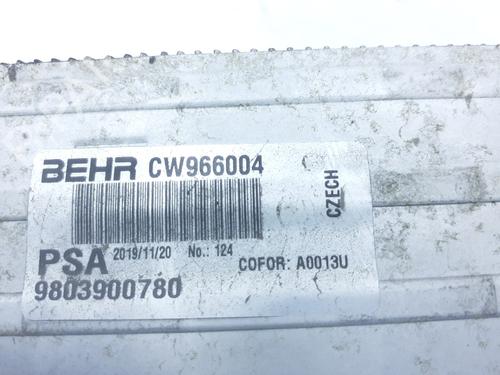 BEHR CW966004
CZECH
PSA 2019/11/20 No.: 124
COFOR: A0013U
9803900780